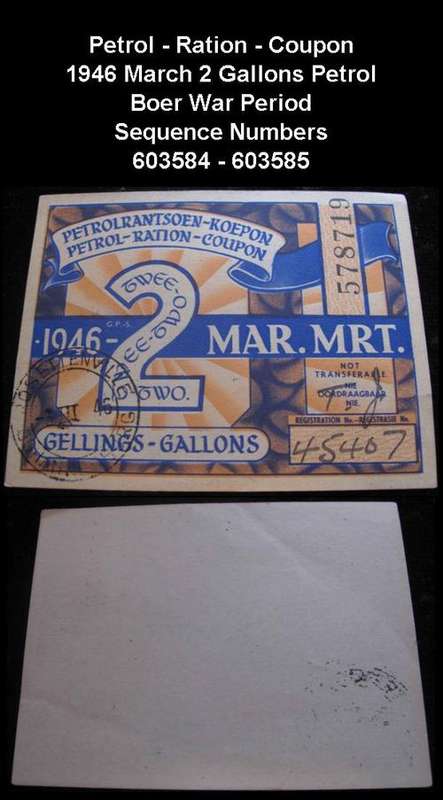 Petrol - Ration - Coupon
1946 March 2 Gallons Petrol
Boer War Period
Sequence Numbers
603584 - 603585
PETROLRANTSOEN-KOEPON
PETROL-RATION-COUPON
578719
TWEE-
EE-TWO
TWO.
G.P.-S.
·1946- 2 MAR. MRT.
NOT
TRANSFERABLE
NIE
OORDRAAGBAAR
NIE.
REGISTRATION No.-REGISTRASIE No.
45407
GELLINGS-GALLONS
46